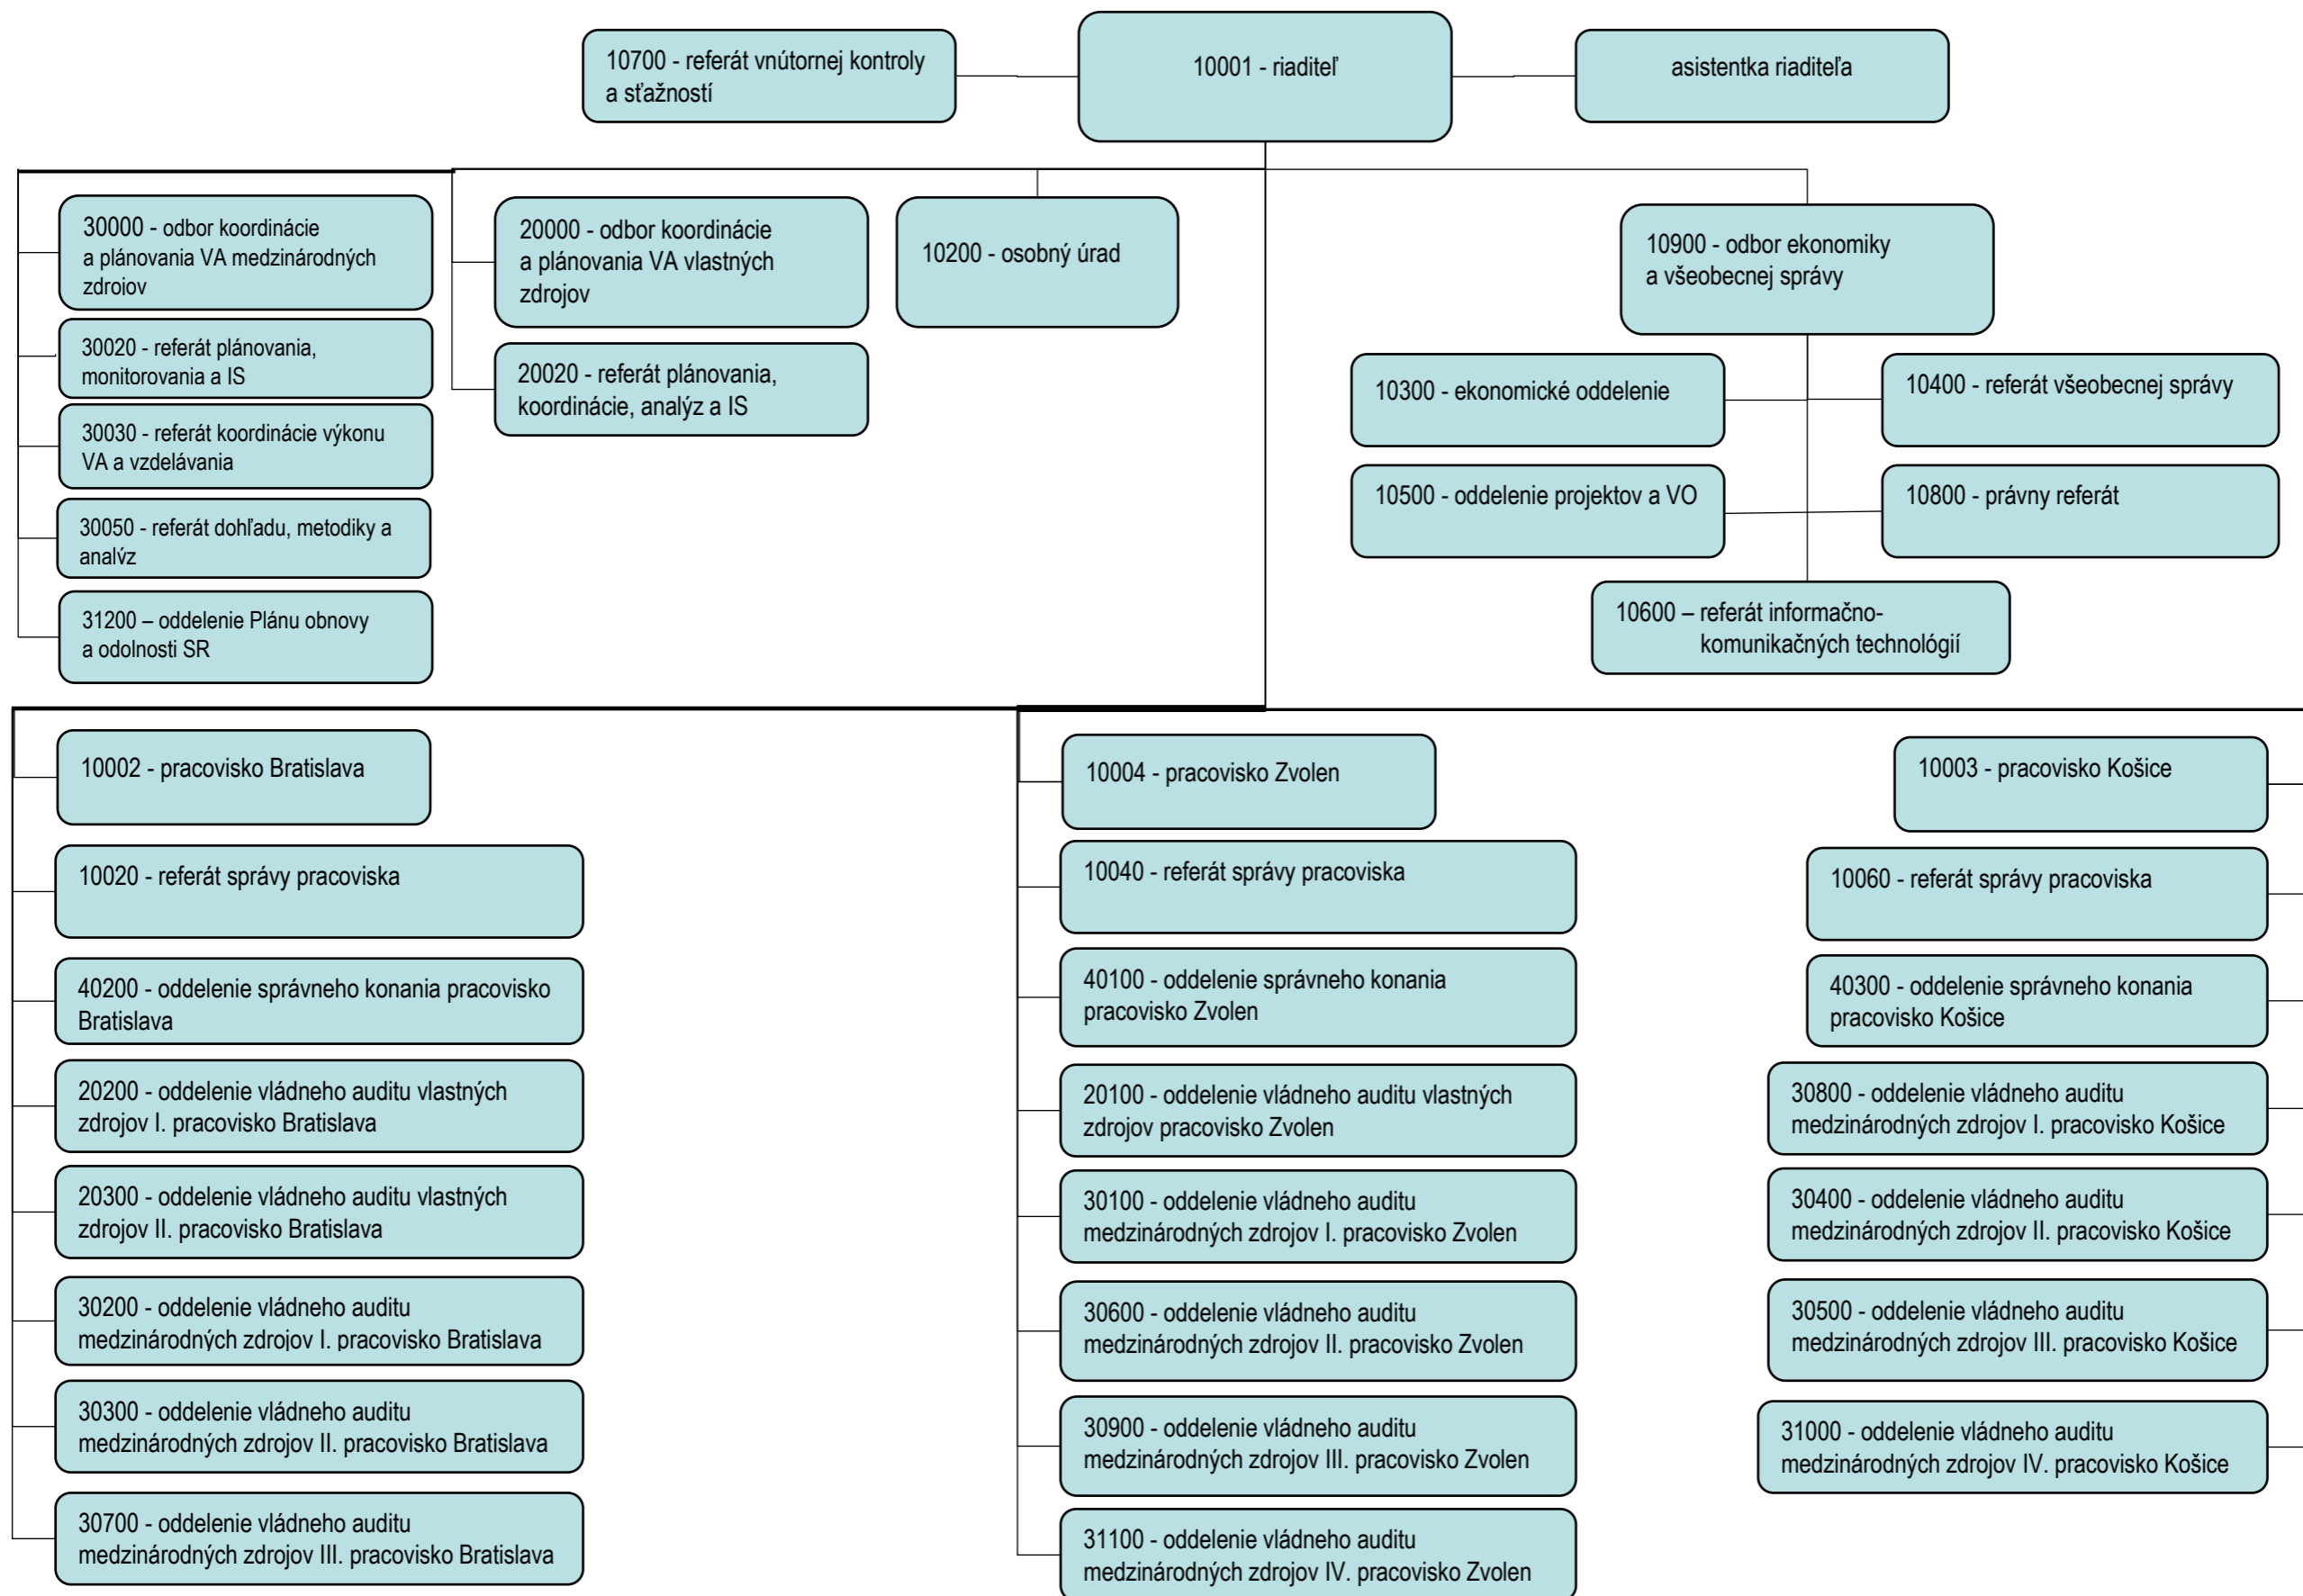 10700 - referát vnútornej kontroly
a sťažností
10001 - riaditeľ
asistentka riaditeľa
30000 - odbor koordinácie
a plánovania VA medzinárodných
zdrojov
30020 - referát plánovania,
monitorovania a IS
30030 - referát koordinácie výkonu
VA a vzdelávania
30050 - referát dohľadu, metodiky a
analýz
31200 – oddelenie Plánu obnovy
a odolnosti SR
20000 - odbor koordinácie
a plánovania VA vlastných
zdrojov
20020 - referát plánovania,
koordinácie, analýz a IS
10200 - osobný úrad
10900 - odbor ekonomiky
a všeobecnej správy
10300 - ekonomické oddelenie
10400 - referát všeobecnej správy
10500 - oddelenie projektov a VO
10800 - právny referát
10600 – referát informačno-
komunikačných technológií
10002 - pracovisko Bratislava
10020 - referát správy pracoviska
40200 - oddelenie správneho konania pracovisko
Bratislava
20200 - oddelenie vládneho auditu vlastných
zdrojov I. pracovisko Bratislava
20300 - oddelenie vládneho auditu vlastných
zdrojov II. pracovisko Bratislava
30200 - oddelenie vládneho auditu
medzinárodných zdrojov I. pracovisko Bratislava
30300 - oddelenie vládneho auditu
medzinárodných zdrojov II. pracovisko Bratislava
30700 - oddelenie vládneho auditu
medzinárodných zdrojov III. pracovisko Bratislava
10004 - pracovisko Zvolen
10040 - referát správy pracoviska
40100 - oddelenie správneho konania
pracovisko Zvolen
20100 - oddelenie vládneho auditu vlastných
zdrojov pracovisko Zvolen
30100 - oddelenie vládneho auditu
medzinárodných zdrojov I. pracovisko Zvolen
30600 - oddelenie vládneho auditu
medzinárodných zdrojov II. pracovisko Zvolen
30900 - oddelenie vládneho auditu
medzinárodných zdrojov III. pracovisko Zvolen
31100 - oddelenie vládneho auditu
medzinárodných zdrojov IV. pracovisko Zvolen
10003 - pracovisko Košice
10060 - referát správy pracoviska
40300 - oddelenie správneho konania
pracovisko Košice
30800 - oddelenie vládneho auditu
medzinárodných zdrojov I. pracovisko Košice
30400 - oddelenie vládneho auditu
medzinárodných zdrojov II. pracovisko Košice
30500 - oddelenie vládneho auditu
medzinárodných zdrojov III. pracovisko Košice
31000 - oddelenie vládneho auditu
medzinárodných zdrojov IV. pracovisko Košice